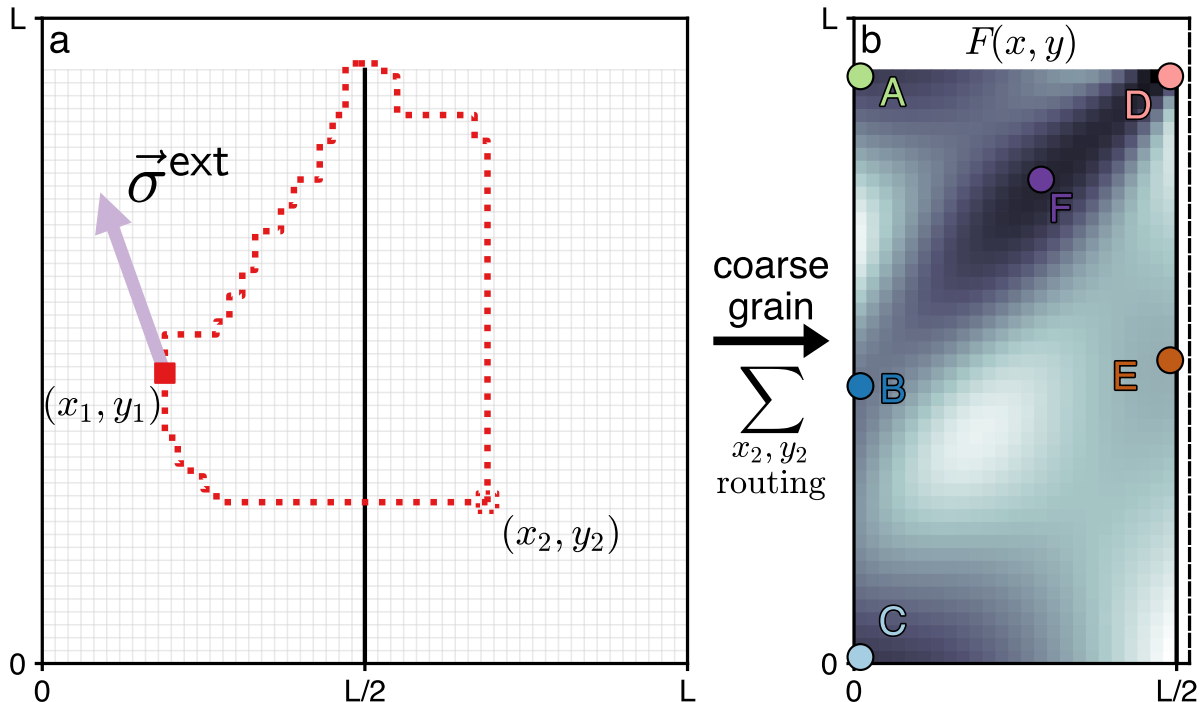 L
a
σ⃗ ext
(x₁, y₁)
(x₂, y₂)
0
0
L/2
L
coarse
grain
∑
x₂, y₂
routing
L
b
F(x, y)
A
D
F
B
E
C
0
0
L/2